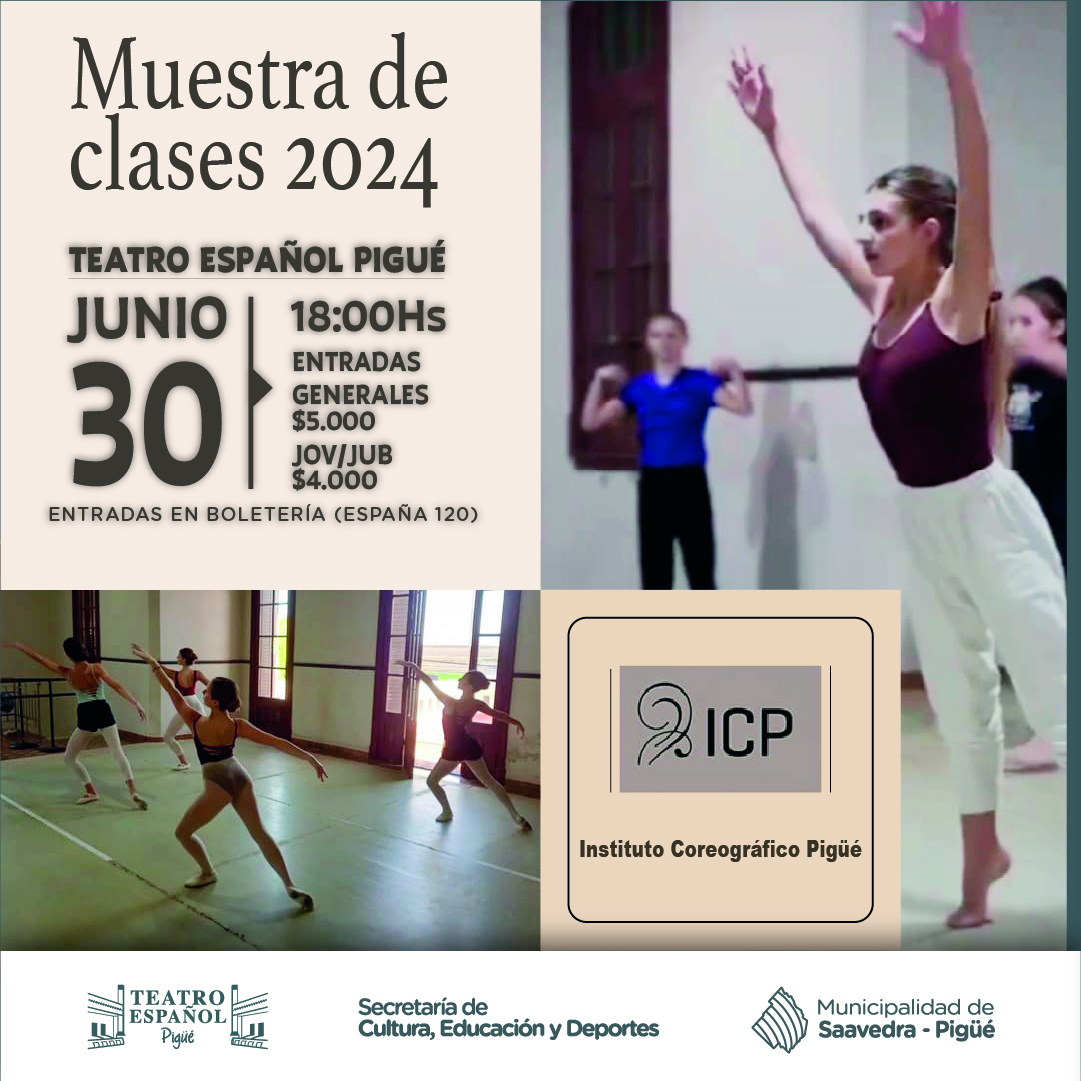 Muestra de
clases 2024
TEATRO ESPAÑOL PIGUÉ
JUNIO
30
18:00Hs
ENTRADAS
GENERALES
$5.000
JOV/JUB
$4.000
ENTRADAS EN BOLETERÍA (ESPAÑA 120)
ICP
Instituto Coreográfico Pigüé
TEATRO
ESPAÑOL
Pigüé
Secretaría de
Cultura, Educación y Deportes
Municipalidad de
Saavedra - Pigüé